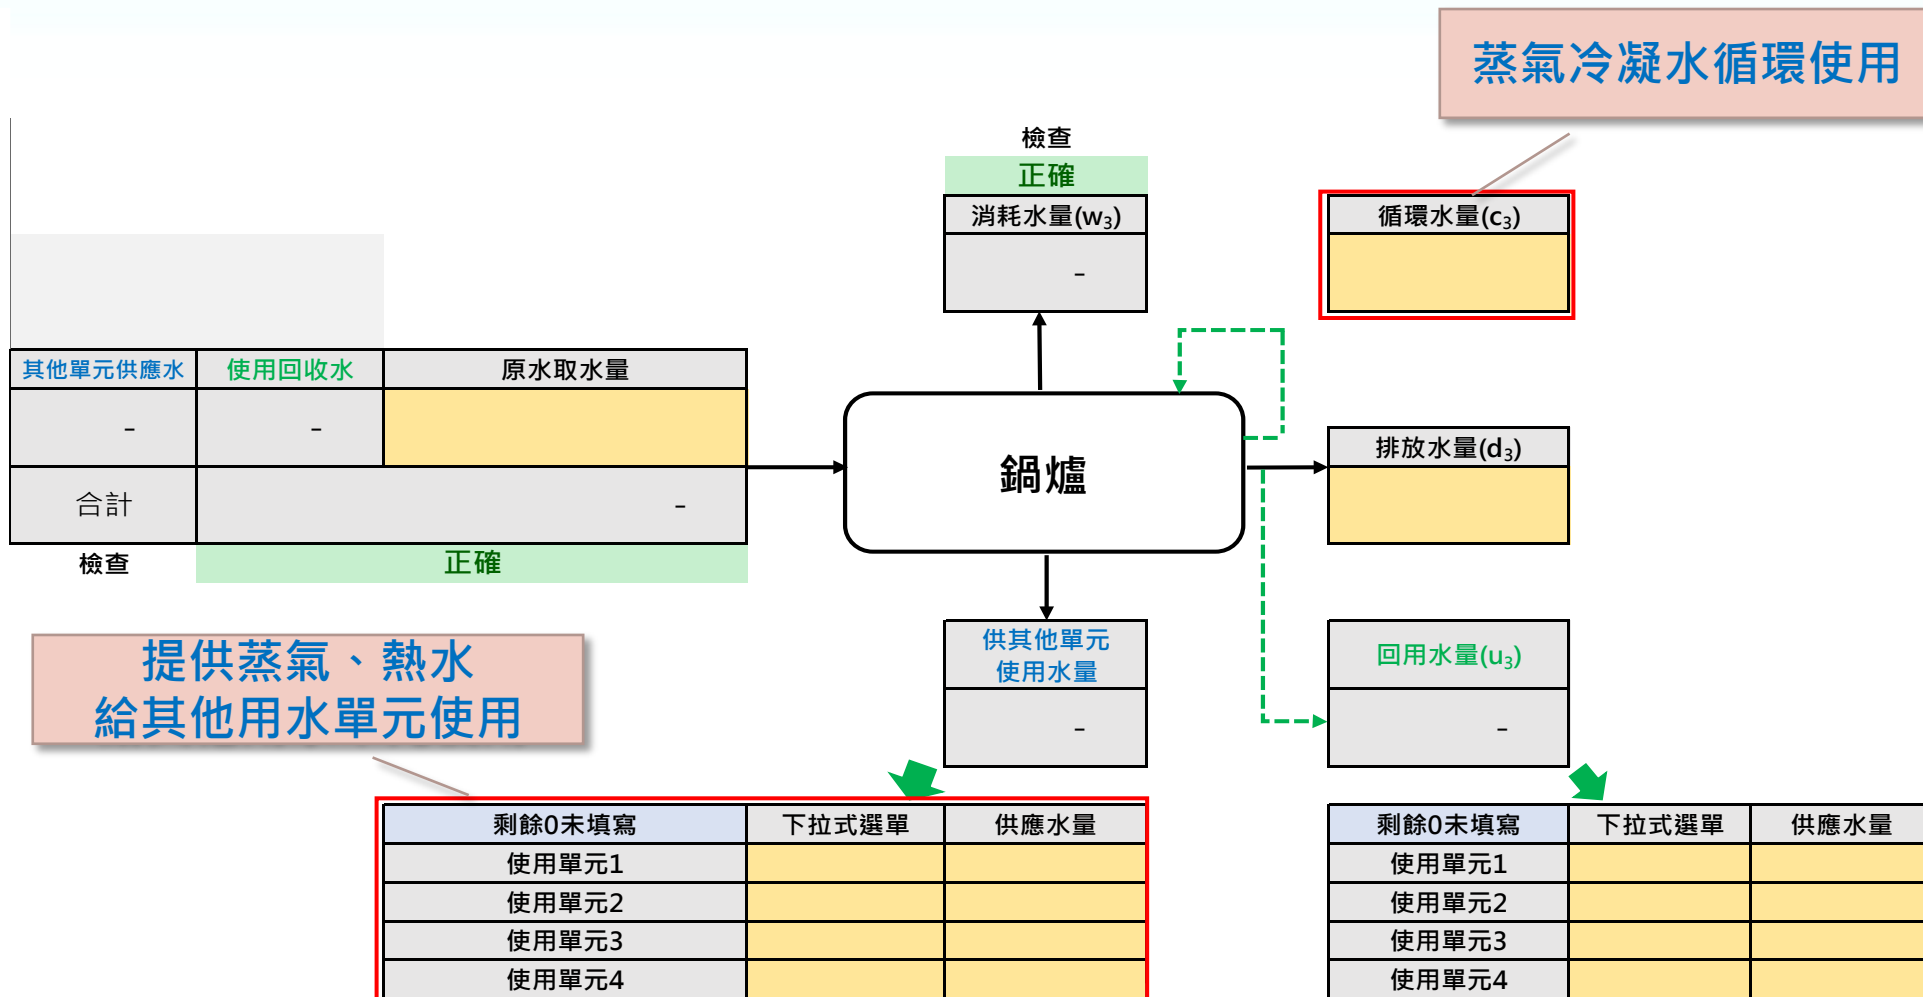 蒸氣冷凝水循環使用
檢查
正確
消耗水量(w₃)
-
循環水量(c₃)
其他單元供應水 使用回收水 原水取水量
- -
合計 -
檢查 正確
鍋爐
排放水量(d₃)
提供蒸氣、熱水
給其他用水單元使用
供其他單元
使用水量
-
回用水量(u₃)
-
剩餘0未填寫 下拉式選單 供應水量
使用單元1
使用單元2
使用單元3
使用單元4
剩餘0未填寫 下拉式選單 供應水量
使用單元1
使用單元2
使用單元3
使用單元4